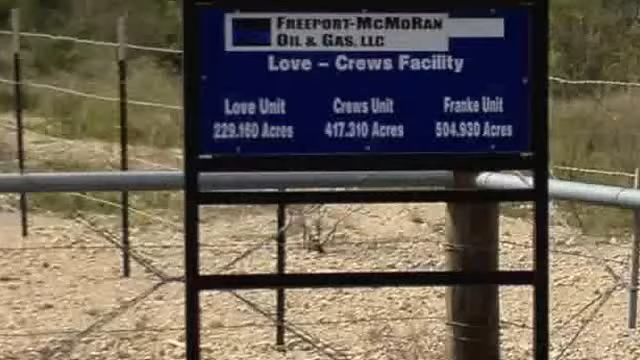 Freeport-McMoRan
Oil & Gas, LLC
Love – Crews Facility
Love Unit Crews Unit Franke Unit
229.160 Acres 417.310 Acres 504.930 Acres